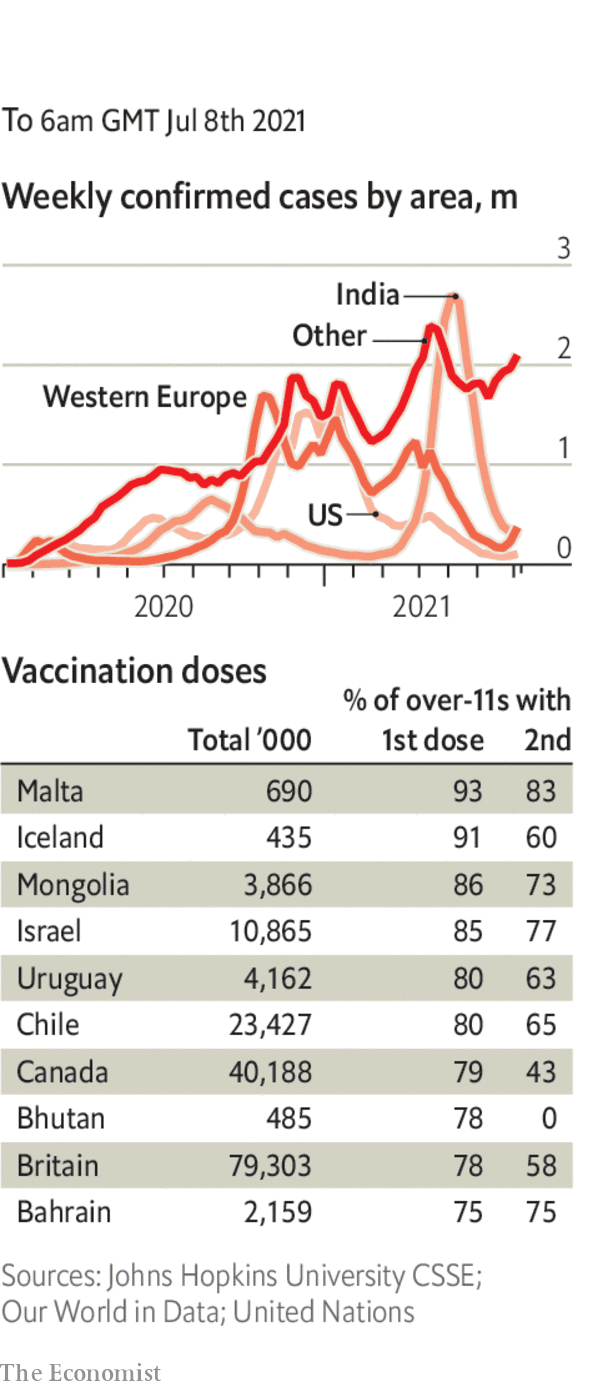 To 6am GMT Jul 8th 2021
Weekly confirmed cases by area, m
3
India
Other
2
Western Europe
1
US
0
2020 2021
Vaccination doses
% of over-11s with
Total ’000 1st dose 2nd
Malta 690 93 83
Iceland 435 91 60
Mongolia 3,866 86 73
Israel 10,865 85 77
Uruguay 4,162 80 63
Chile 23,427 80 65
Canada 40,188 79 43
Bhutan 485 78 0
Britain 79,303 78 58
Bahrain 2,159 75 75
Sources: Johns Hopkins University CSSE;
Our World in Data; United Nations
The Economist